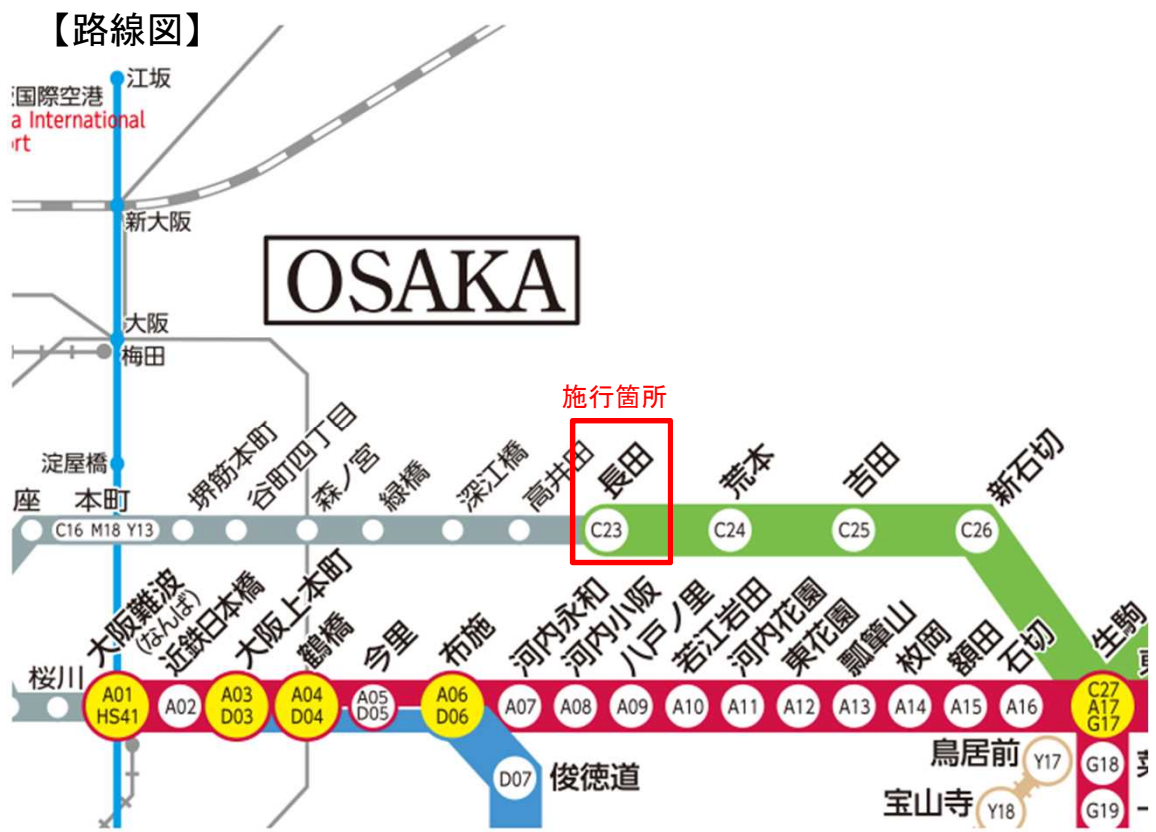 【路線図】
江坂
国際空港
a International
rt
新大阪
OSAKA
大阪
梅田
施行箇所
淀屋橋
座
本町
堺筋本町
谷町四丁目
森ノ宮
緑橋
深江橋
高井田
長田
荒本
吉田
新石切
C16 M18 Y13
C23
C24
C25
C26
桜川
大阪難波
(なんば)
近鉄日本橋
大阪上本町
鶴橋
今里
布施
河内永和
河内小阪
八戸ノ里
若江岩田
河内花園
東花園
瓢簞山
枚岡
額田
石切
生駒
A01
HS41
A02
A03
D03
A04
D04
A05
D05
A06
D06
A07
A08
A09
A10
A11
A12
A13
A14
A15
A16
C27
A17
G17
D07
俊徳道
鳥居前
Y17
G18
宝山寺
Y18
G19